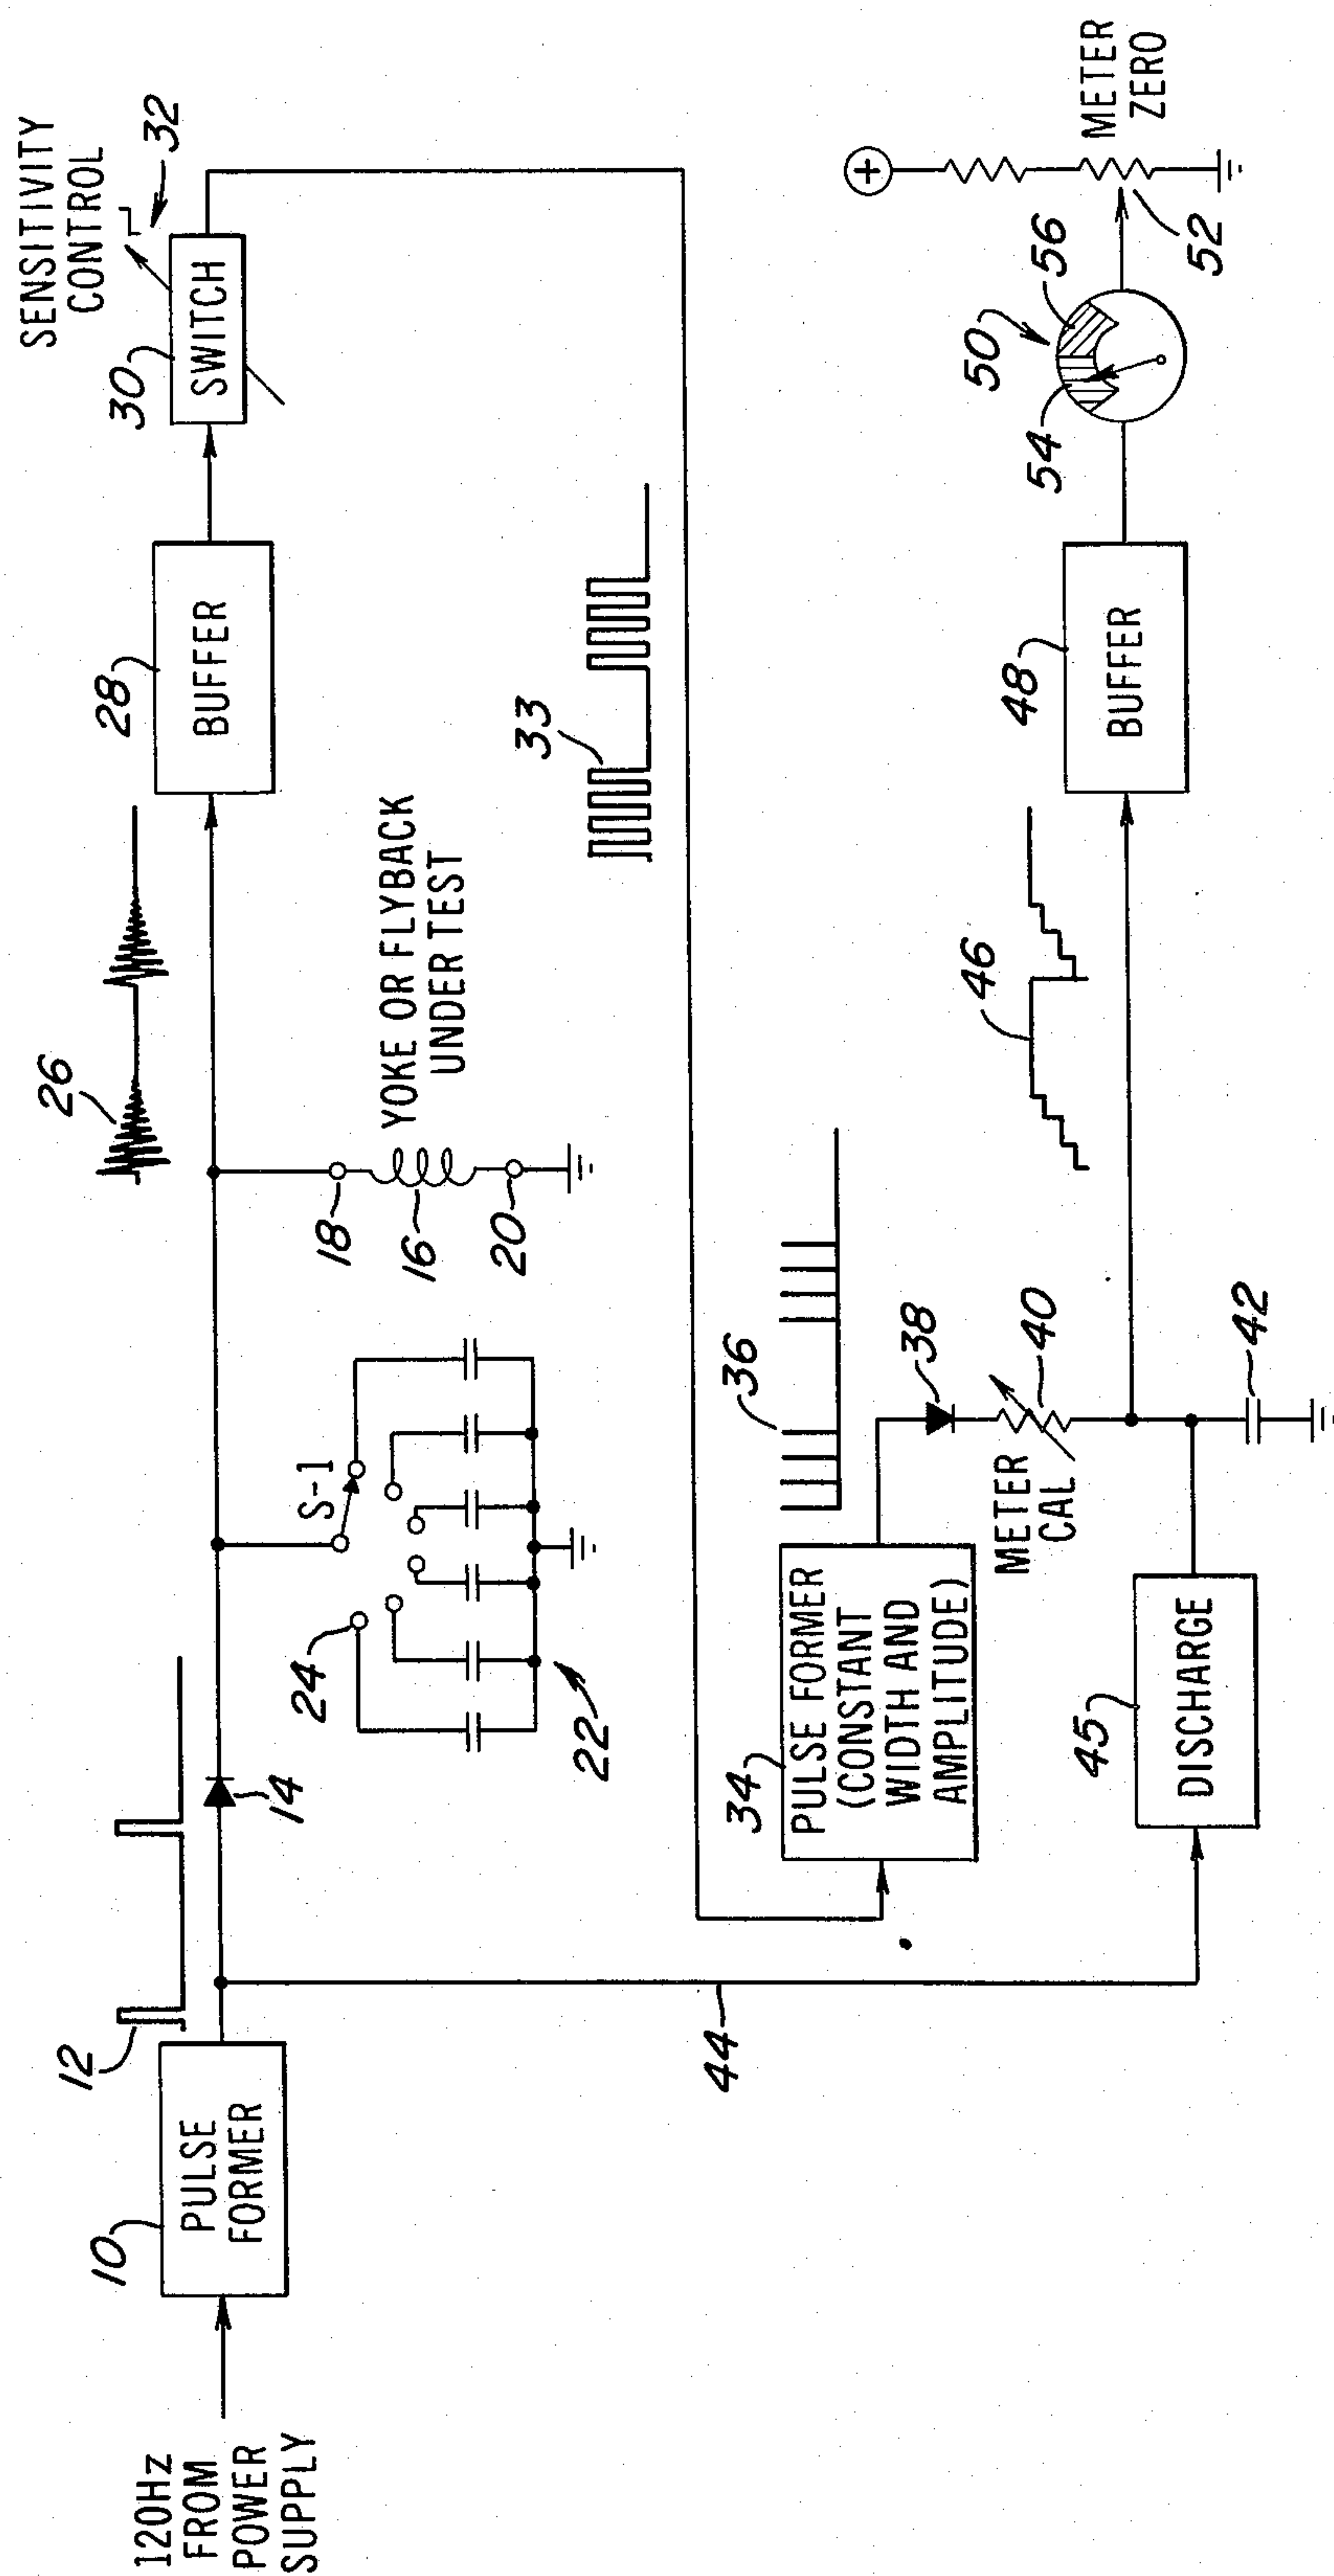 120Hz
FROM
POWER
SUPPLY
10
PULSE
FORMER
12
14
24
S-1
22
26
18
16
20
YOKE OR FLYBACK
UNDER TEST
28
BUFFER
30
SWITCH
SENSITIVITY
CONTROL
32
33
44
34
PULSE FORMER
(CONSTANT
WIDTH AND
AMPLITUDE)
36
38
40
METER
CAL
42
45
DISCHARGE
46
48
BUFFER
50
54
56
52
+
METER
ZERO